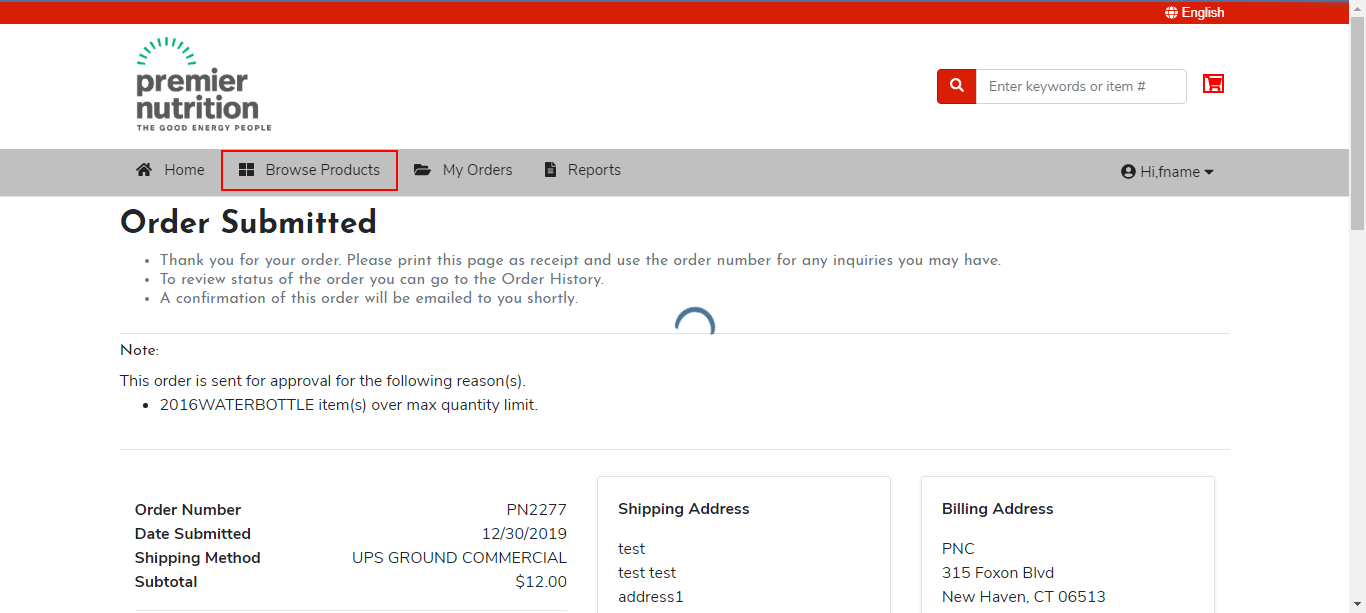 English
premier
nutrition
THE GOOD ENERGY PEOPLE
Enter keywords or item #
Home Browse Products My Orders Reports Hi,fname
Order Submitted
Thank you for your order. Please print this page as receipt and use the order number for any inquiries you may have.
To review status of the order you can go to the Order History.
A confirmation of this order will be emailed to you shortly.
Note:
This order is sent for approval for the following reason(s).
2016WATERBOTTLE item(s) over max quantity limit.
Order Number PN2277
Date Submitted 12/30/2019
Shipping Method UPS GROUND COMMERCIAL
Subtotal $12.00
Shipping Address
test
test test
address1
Billing Address
PNC
315 Foxon Blvd
New Haven, CT 06513